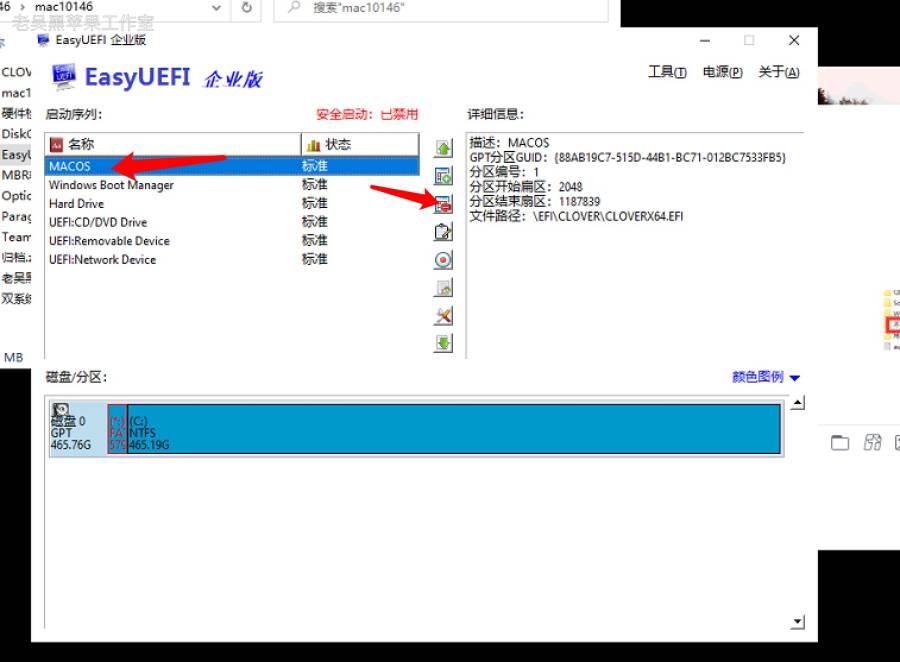 46 › mac10146
搜索"mac10146"
老吴黑苹果工作室
EasyUEFI 企业版
EasyUEFI 企业版
工具(T) 电源(P) 关于(A)
CLOV
mac1
硬件检
Disk
Easy
MBR
Optic
Parag
Team
归档
老吴黑
双系统
MB
启动序列:
安全启动：已禁用
名称 状态
MACOS 标准
Windows Boot Manager 标准
Hard Drive 标准
UEFI:CD/DVD Drive 标准
UEFI:Removable Device 标准
UEFI:Network Device 标准
详细信息:
描述：MACOS
GPT分区GUID：{88AB19C7-515D-44B1-BC71-012BC7533FB5}
分区编号：1
分区开始扇区：2048
分区结束扇区：1187839
文件路径：\EFI\CLOVER\CLOVERX64.EFI
磁盘/分区:
颜色图例
磁盘 0
GPT
465.76G
(*:)
FA
579
(C:)
NTFS
465.19G